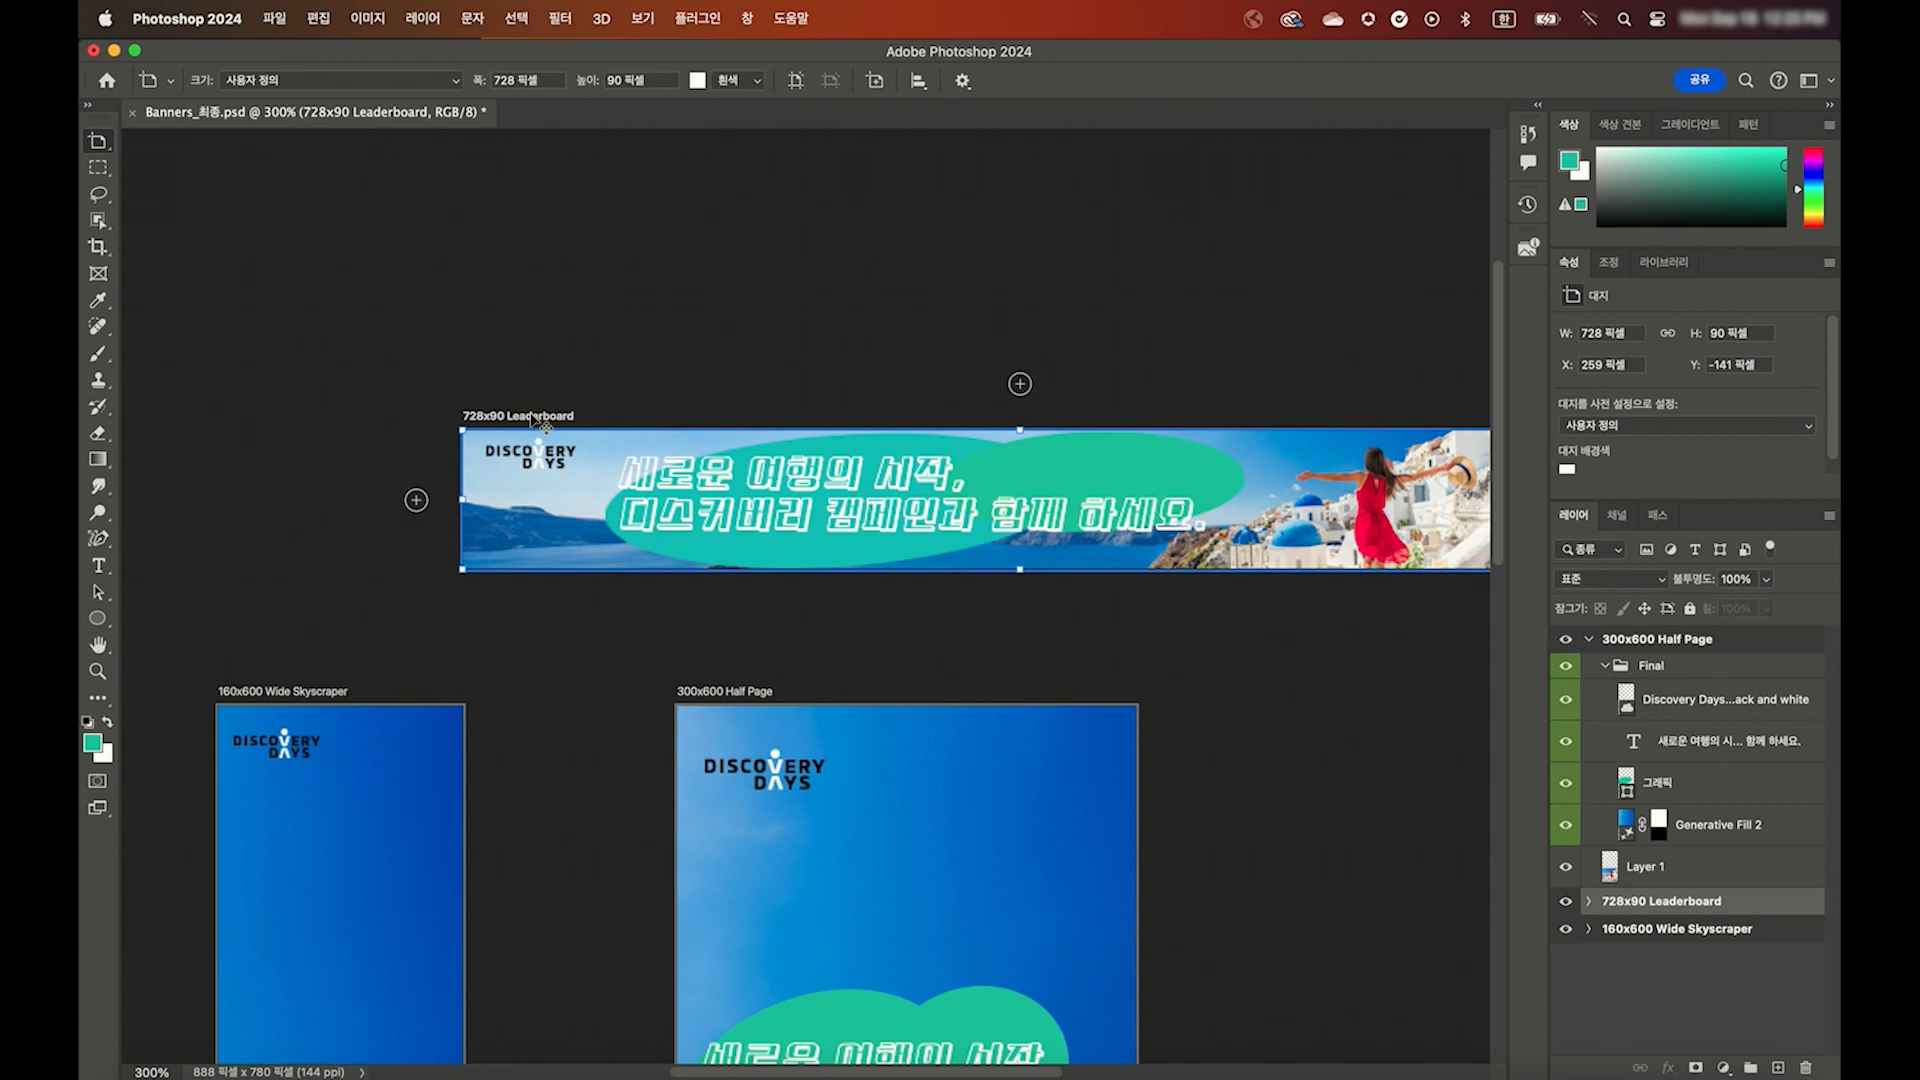 Photoshop 2024 파일 편집 이미지 레이어 문자 선택 필터 3D 보기 플러그인 창 도움말 한
Adobe Photoshop 2024
크기: 사용자 정의 폭: 728 픽셀 높이: 90 픽셀 흰색 공유
Banners_최종.psd @ 300% (728x90 Leaderboard, RGB/8) *
색상 색상 견본 그레이디언트 패턴
속성 조정 라이브러리
대지
W: 728 픽셀 H: 90 픽셀
X: 259 픽셀 Y: -141 픽셀
대지를 사전 설정으로 설정:
사용자 정의
대지 배경색
728x90 Leaderboard
DISCOVERY
DAYS
새로운 여행의 시작,
디스커버리 캠페인과 함께 하세요.
160x600 Wide Skyscraper
DISCOVERY
DAYS
300x600 Half Page
DISCOVERY
DAYS
새로운 여행의 시작
레이어 채널 패스
종류
표준 불투명도: 100%
잠그기: 칠: 100%
300x600 Half Page
Final
Discovery Days...ack and white
새로운 여행의 시... 함께 하세요.
그래픽
Generative Fill 2
Layer 1
728x90 Leaderboard
160x600 Wide Skyscraper
300% 888 픽셀 x 780 픽셀 (144 ppi)